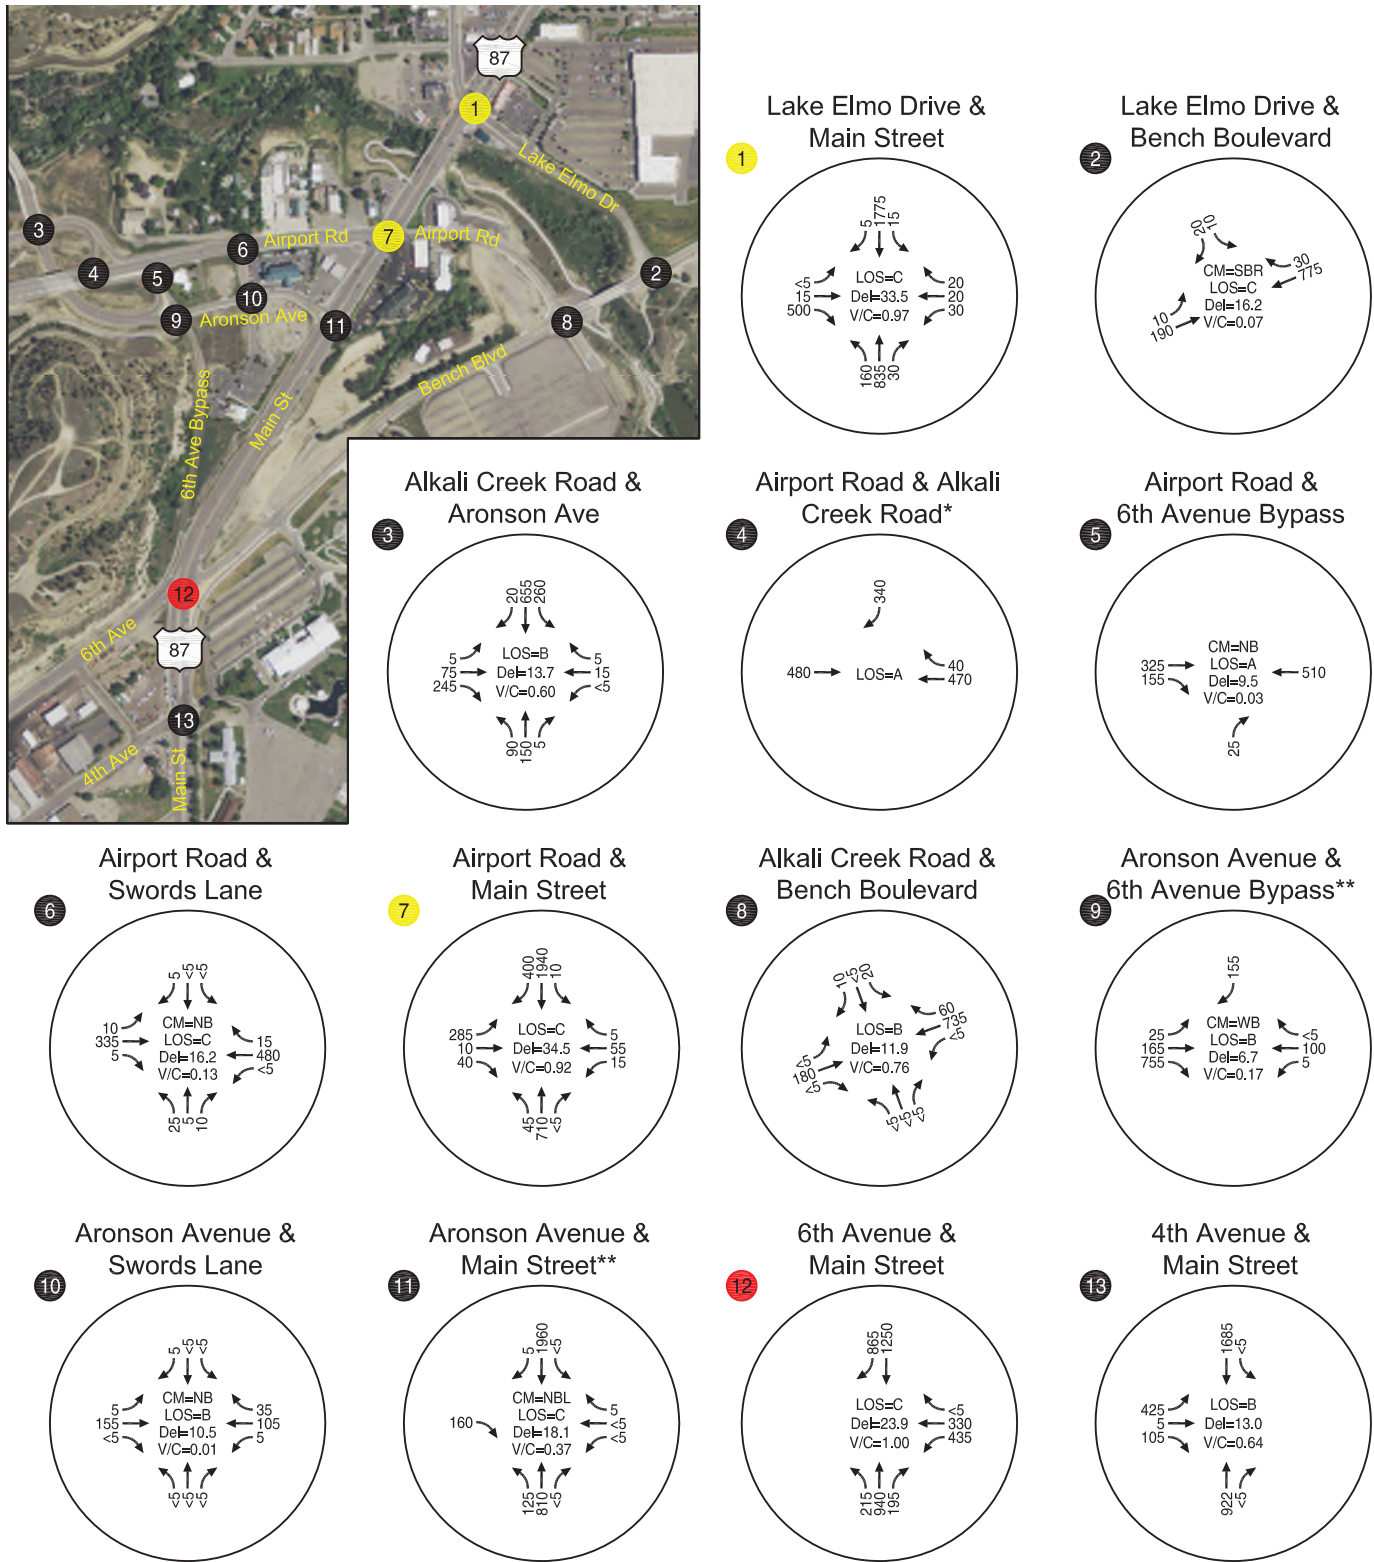 87
1
Lake Elmo Dr
3
6
Airport Rd
7
Airport Rd
4
5
2
10
9
Aronson Ave
11
8
Bench Blvd
6th Ave Bypass
Main St
12
6th Ave
87
13
4th Ave
Main St
Lake Elmo Drive &
Main Street
1
5 1775 15
<5
15
500
LOS=C
Del=33.5
V/C=0.97
20
20
30
160 835 30
Lake Elmo Drive &
Bench Boulevard
2
20 10
30
775
CM=SBR
LOS=C
Del=16.2
V/C=0.07
10
190
Alkali Creek Road &
Aronson Ave
3
20 655 260
5
75
245
LOS=B
Del=13.7
V/C=0.60
5
15
<5
90 150 5
Airport Road & Alkali
Creek Road*
4
340
480
LOS=A
40
470
Airport Road &
6th Avenue Bypass
5
325
155
CM=NB
LOS=A
Del=9.5
V/C=0.03
510
25
Airport Road &
Swords Lane
6
5 <5 <5
10
335
5
CM=NB
LOS=C
Del=16.2
V/C=0.13
15
480
<5
25 5 10
Airport Road &
Main Street
7
400 1940 10
285
10
40
LOS=C
Del=34.5
V/C=0.92
5
55
15
45 710 <5
Alkali Creek Road &
Bench Boulevard
8
10 <5 20
60
735
<5
LOS=B
Del=11.9
V/C=0.76
<5
180
<5
<5 <5 <5
Aronson Avenue &
6th Avenue Bypass**
9
155
25
165
755
CM=WB
LOS=B
Del=6.7
V/C=0.17
<5
100
5
Aronson Avenue &
Swords Lane
10
5 <5 <5
5
155
<5
CM=NB
LOS=B
Del=10.5
V/C=0.01
35
105
5
<5 <5 <5
Aronson Avenue &
Main Street**
11
5 1960 <5
160
CM=NBL
LOS=C
Del=18.1
V/C=0.37
5
<5
<5
125 810 <5
6th Avenue &
Main Street
12
865 1250
LOS=C
Del=23.9
V/C=1.00
<5
330
435
215 940 195
4th Avenue &
Main Street
13
1685 <5
425
5
105
LOS=B
Del=13.0
V/C=0.64
922 <5